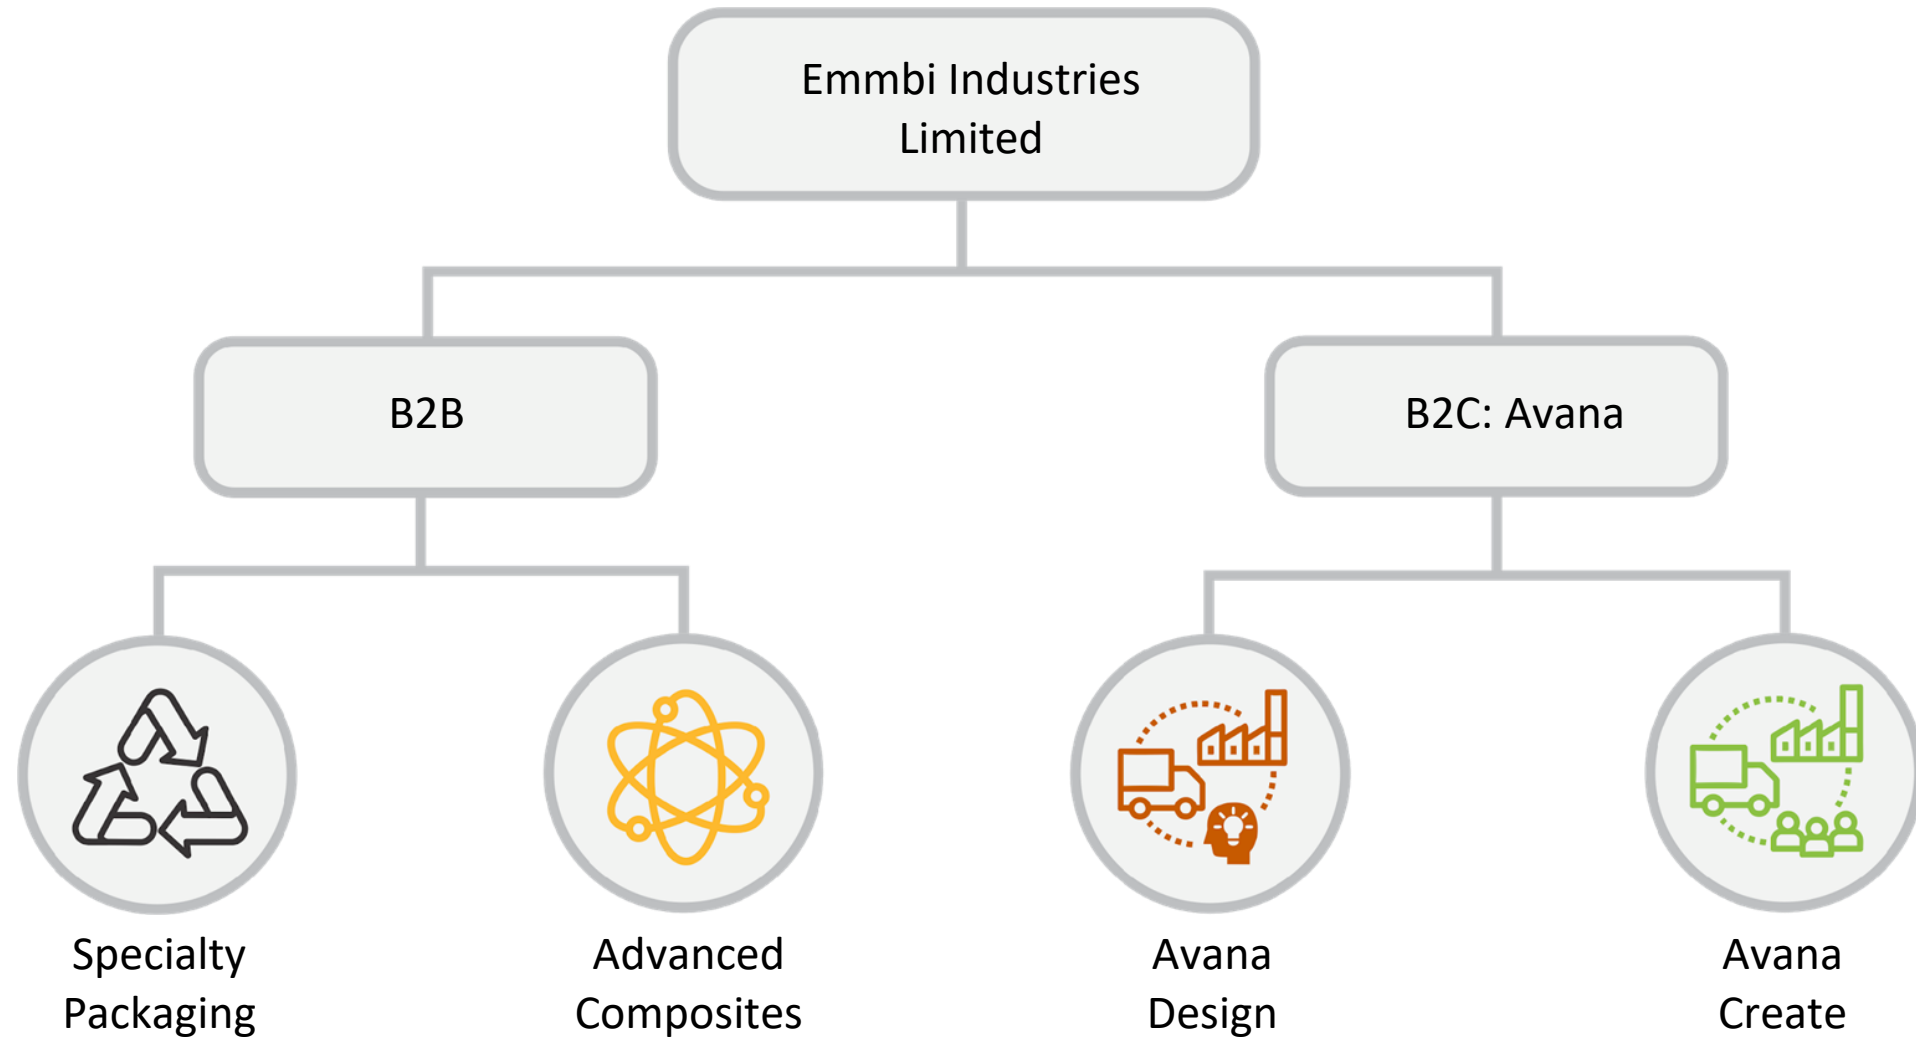 Emmbi Industries
Limited
B2B
B2C: Avana
Specialty
Packaging
Advanced
Composites
Avana
Design
Avana
Create